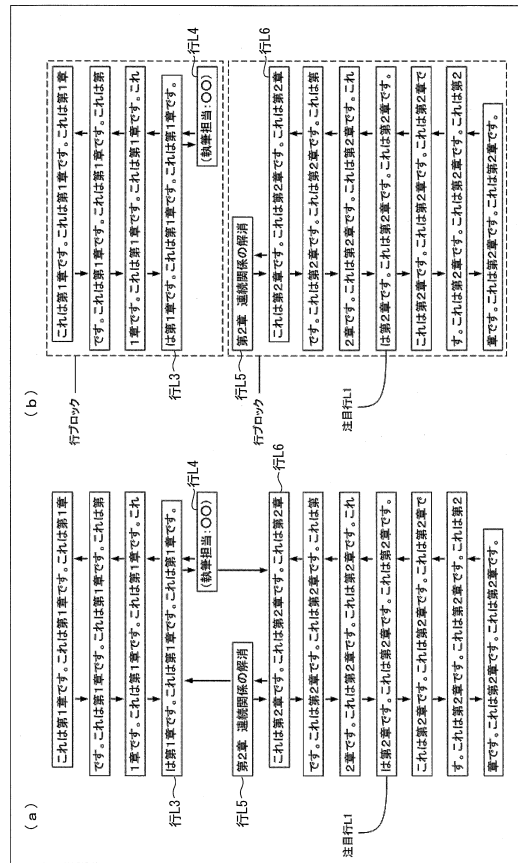 (a)
これは第1章です。これは第1章です。これは第1章
です。これは第1章です。これは第1章です。これは第
1章です。これは第1章です。これは第1章です。これ
は第1章です。これは第1章です。これは第1章です。
行L3
(執筆担当:〇〇)
行L4
行L5
第2章 連続関係の解消
これは第2章です。これは第2章です。これは第2章
行L6
です。これは第2章です。これは第2章です。これは第
2章です。これは第2章です。これは第2章です。これ
は第2章です。これは第2章です。これは第2章です。
注目行L1
これは第2章です。これは第2章です。これは第2章で
す。これは第2章です。これは第2章です。これは第2
章です。これは第2章です。これは第2章です。
(b)
行ブロック
これは第1章です。これは第1章です。これは第1章
です。これは第1章です。これは第1章です。これは第
1章です。これは第1章です。これは第1章です。これ
は第1章です。これは第1章です。これは第1章です。
行L3
(執筆担当:〇〇)
行L4
行L5
第2章 連続関係の解消
行ブロック
これは第2章です。これは第2章です。これは第2章
行L6
です。これは第2章です。これは第2章です。これは第
2章です。これは第2章です。これは第2章です。これ
は第2章です。これは第2章です。これは第2章です。
注目行L1
これは第2章です。これは第2章です。これは第2章で
す。これは第2章です。これは第2章です。これは第2
章です。これは第2章です。これは第2章です。